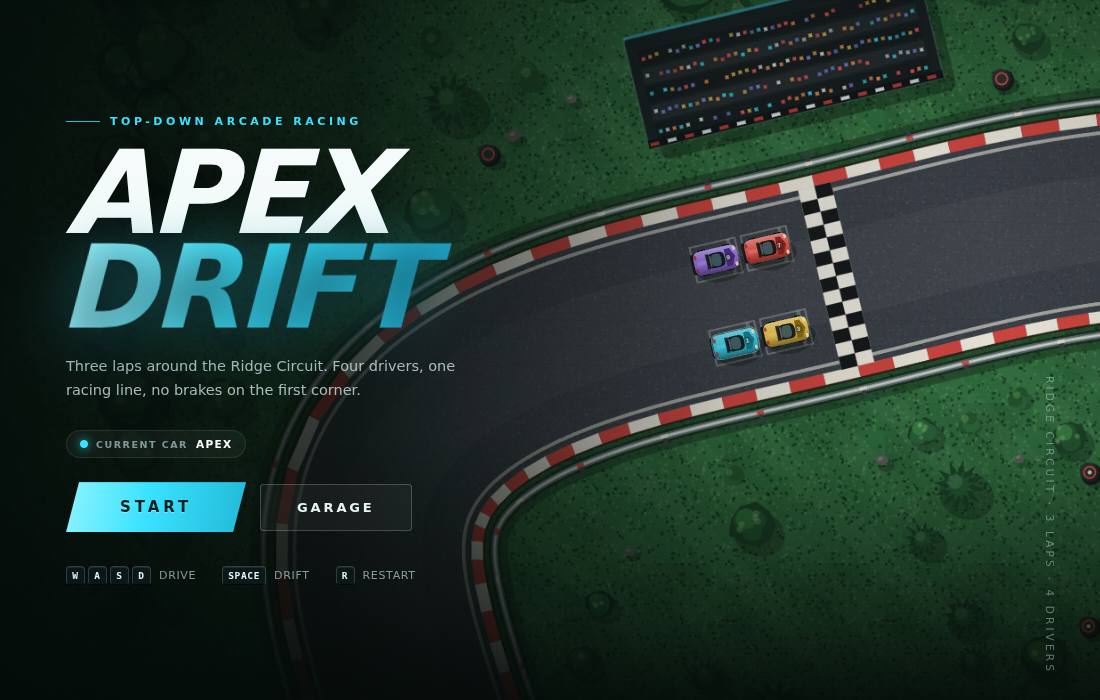 TOP-DOWN ARCADE RACING
APEX
DRIFT
Three laps around the Ridge Circuit. Four drivers, one
racing line, no brakes on the first corner.
CURRENT CAR APEX
START GARAGE
W A S D DRIVE SPACE DRIFT R RESTART
RIDGE CIRCUIT · 3 LAPS · 4 DRIVERS